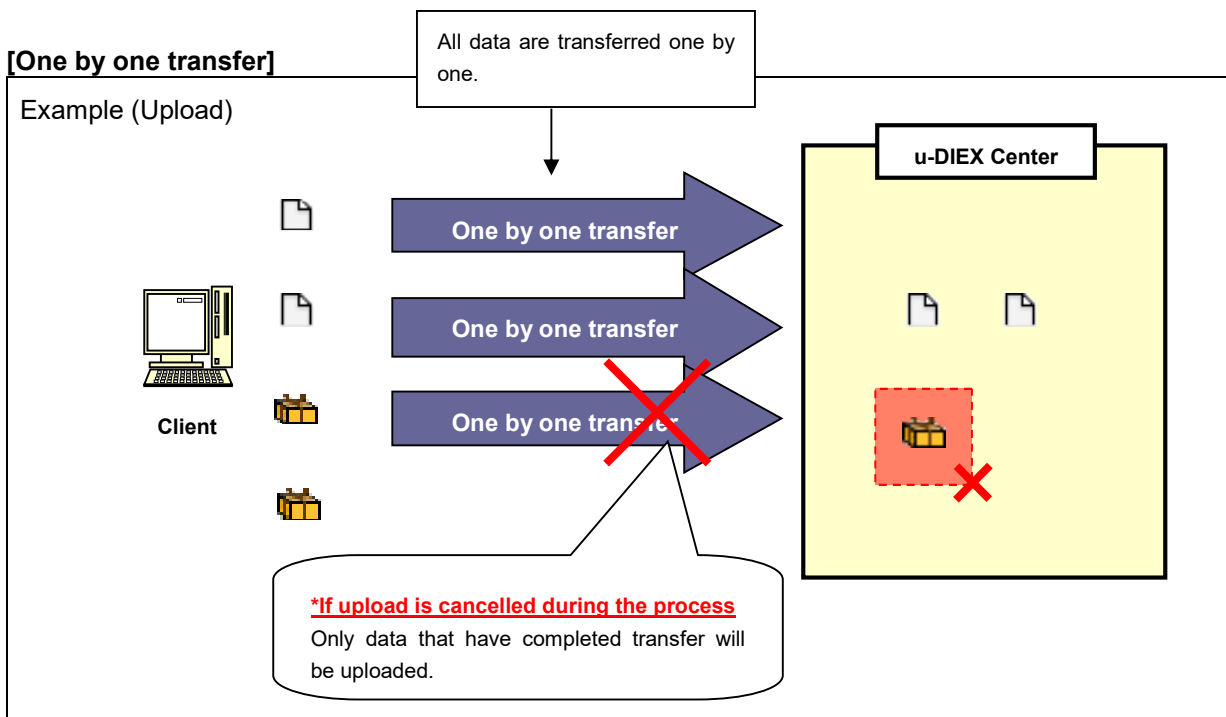 All data are transferred one by
one.
[One by one transfer]
Example (Upload)
u-DIEX Center
One by one transfer
One by one transfer
One by one transfer
Client
*If upload is cancelled during the process
Only data that have completed transfer will
be uploaded.